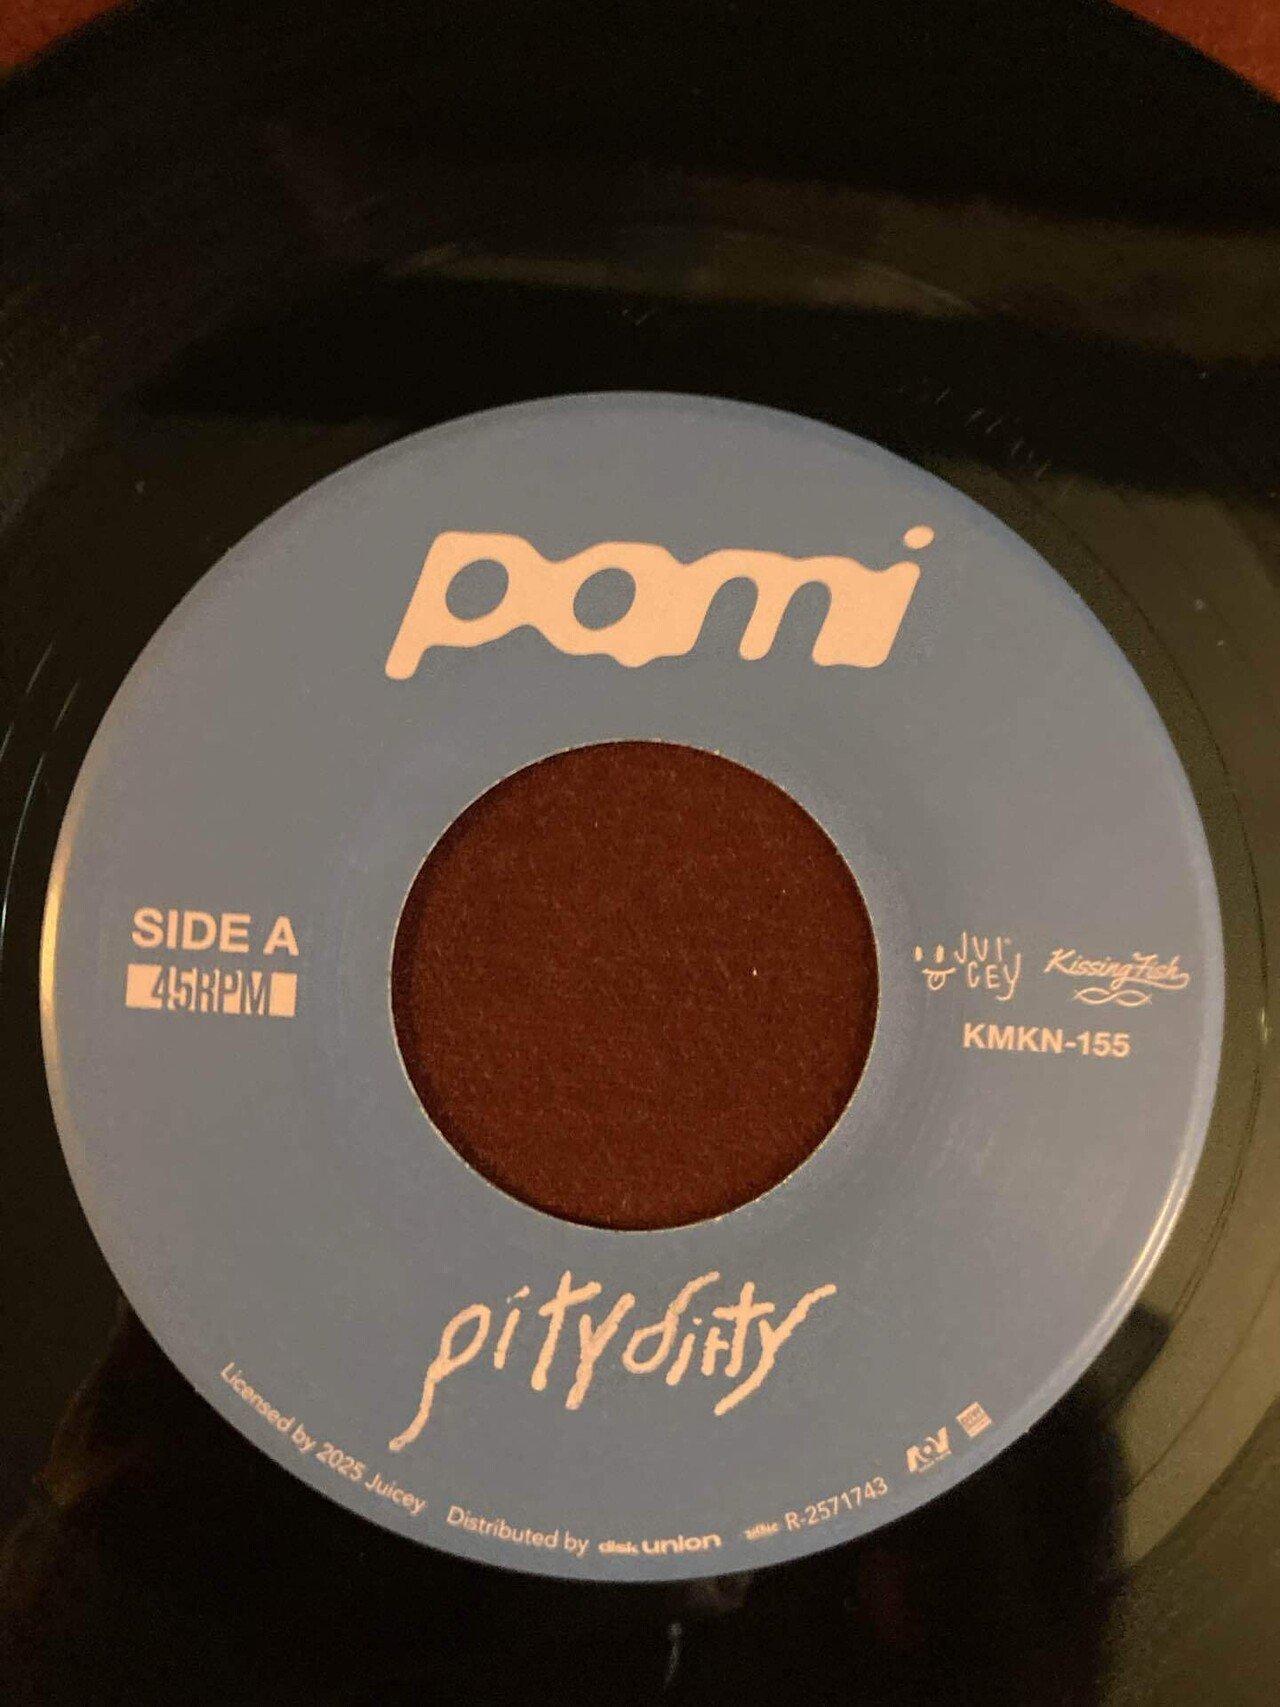 pami
SIDE A
45RPM
JUI
CEY
Kissing Fish
KMKN-155
pity dirty
Licensed by 2025 Juicey Distributed by disk union R-2571743